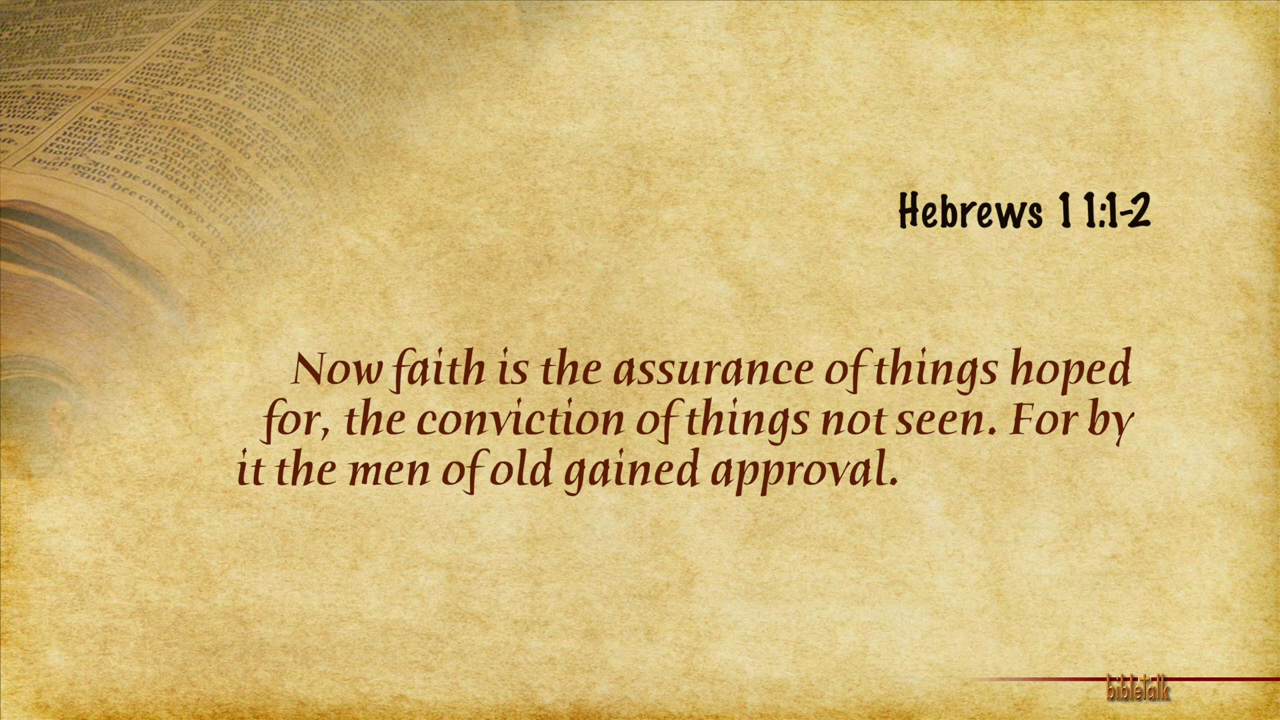 Hebrews 11:1-2
Now faith is the assurance of things hoped
for, the conviction of things not seen. For by
it the men of old gained approval.
bibletalk